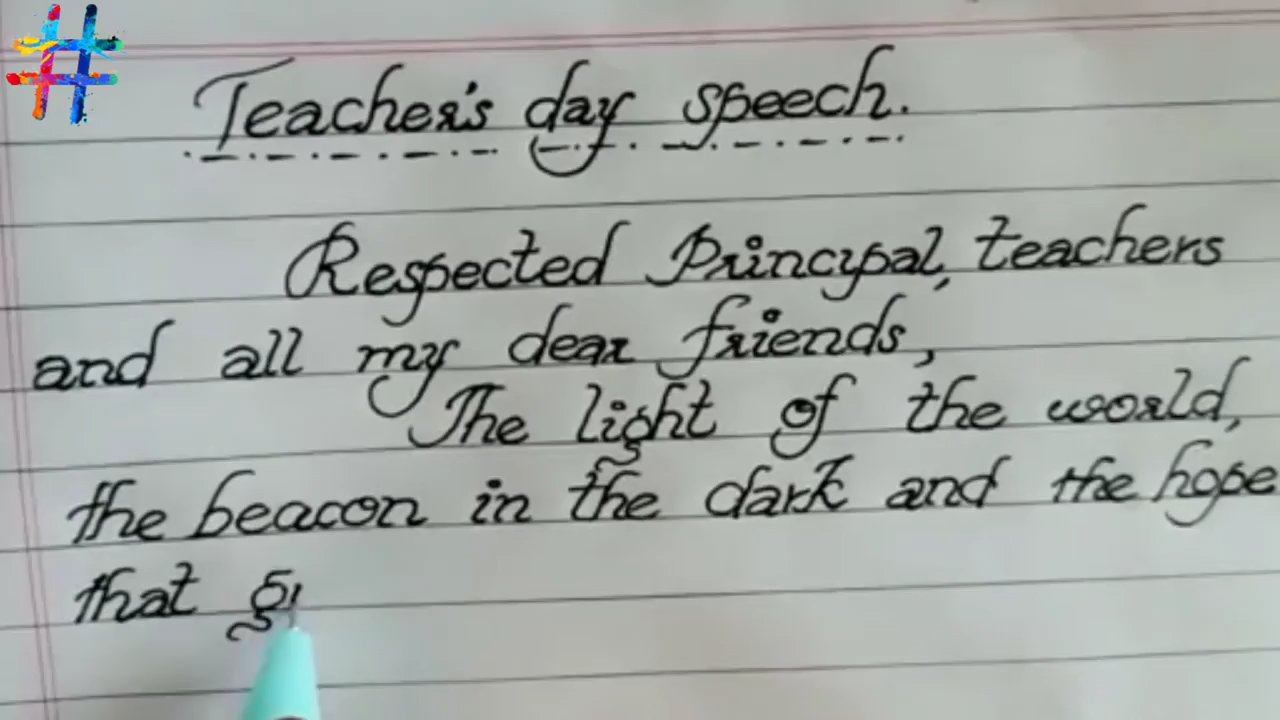 Teacher's day speech.
Respected Principal, teachers
and all my dear friends,
The light of the world,
the beacon in the dark and the hope
that gi